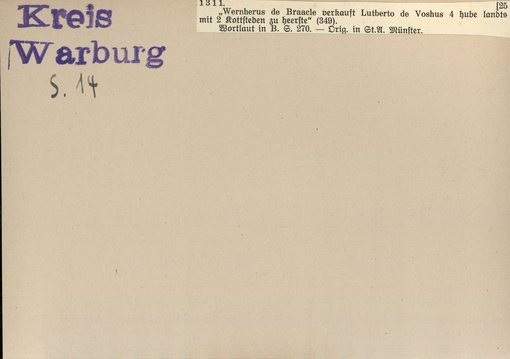 Kreis
Warburg
S. 14
1311. [25
„Wernherus de Braacle verkauft Lutberto de Voshus 4 hube landts
mit 2 Kottsteden zu heerste“ (349).
Wortlaut in B. S. 270. — Orig. in St.A. Münster.